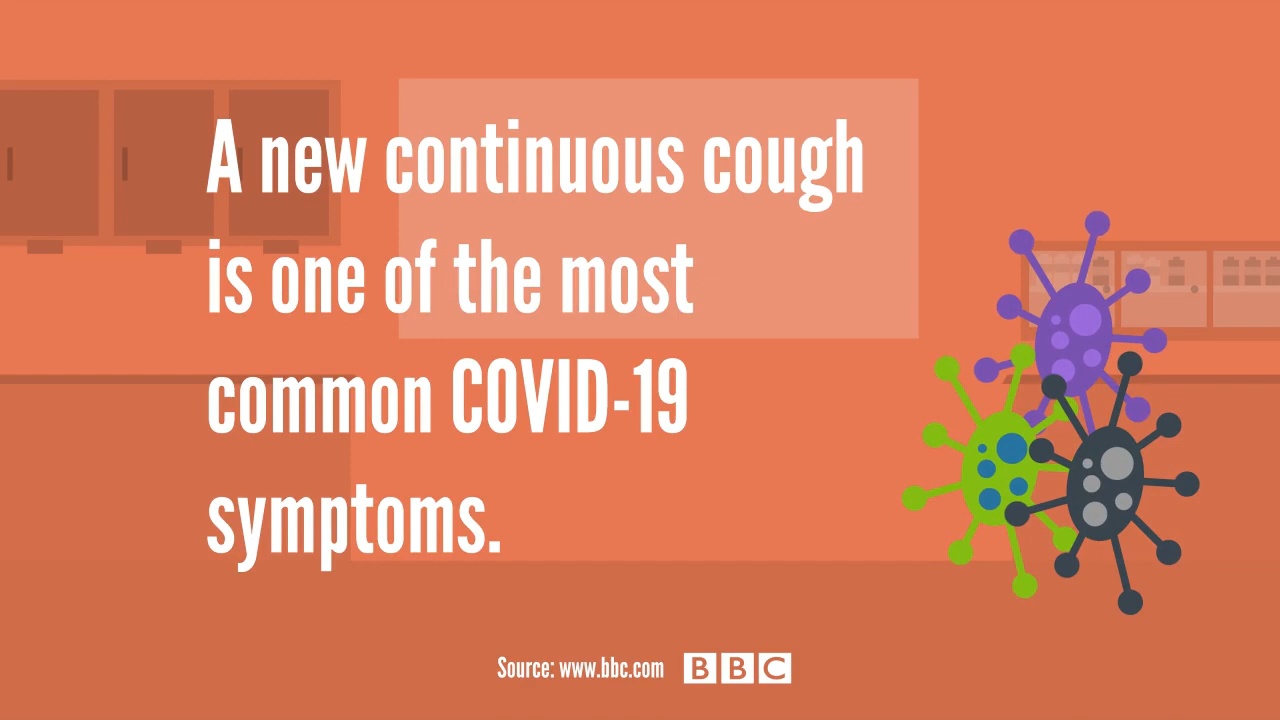 A new continuous cough
is one of the most
common COVID-19
symptoms.
Source: www.bbc.com BBC